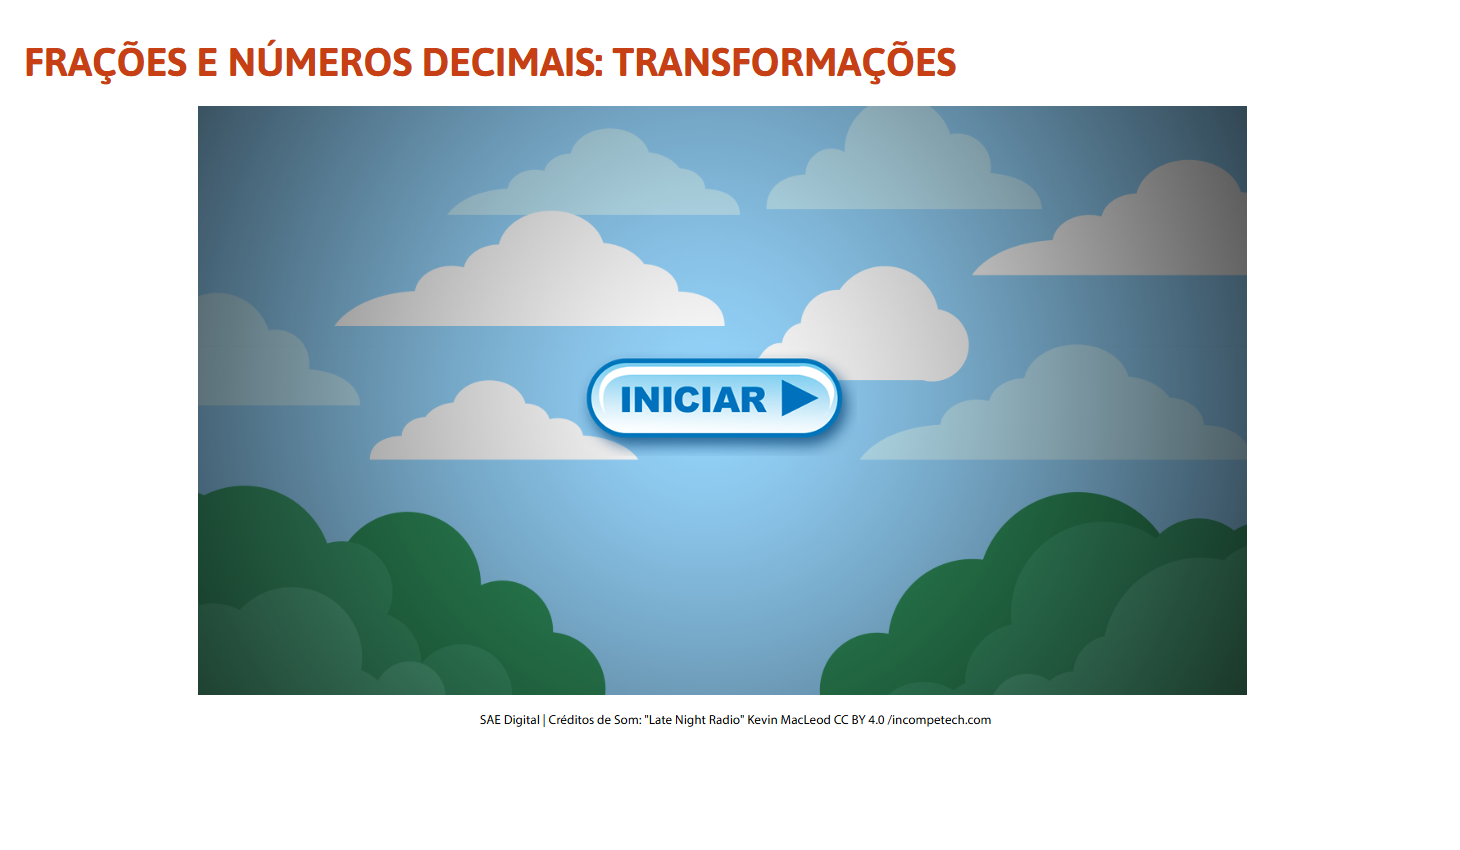 FRAÇÕES E NÚMEROS DECIMAIS: TRANSFORMAÇÕES
INICIAR
SAE Digital | Créditos de Som: "Late Night Radio" Kevin MacLeod CC BY 4.0 /incompetech.com